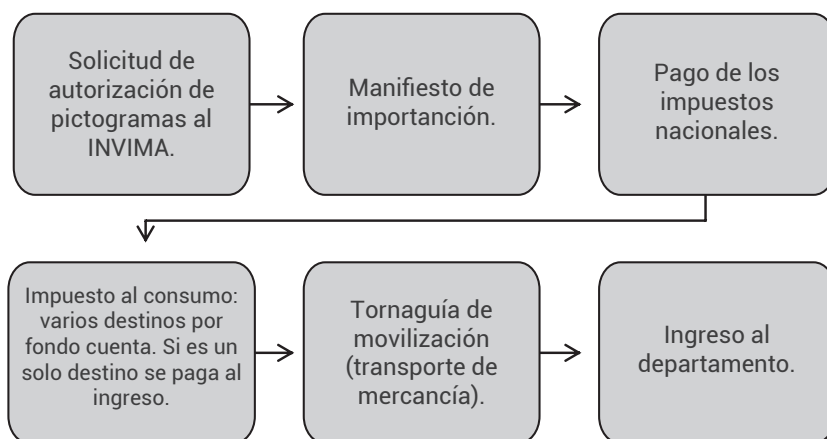 Solicitud de
autorización de
pictogramas al
INVIMA.
Manifiesto de
importanción.
Pago de los
impuestos
nacionales.
Impuesto al consumo:
varios destinos por
fondo cuenta. Si es un
solo destino se paga al
ingreso.
Tornaguía de
movilización
(transporte de
mercancía).
Ingreso al
departamento.